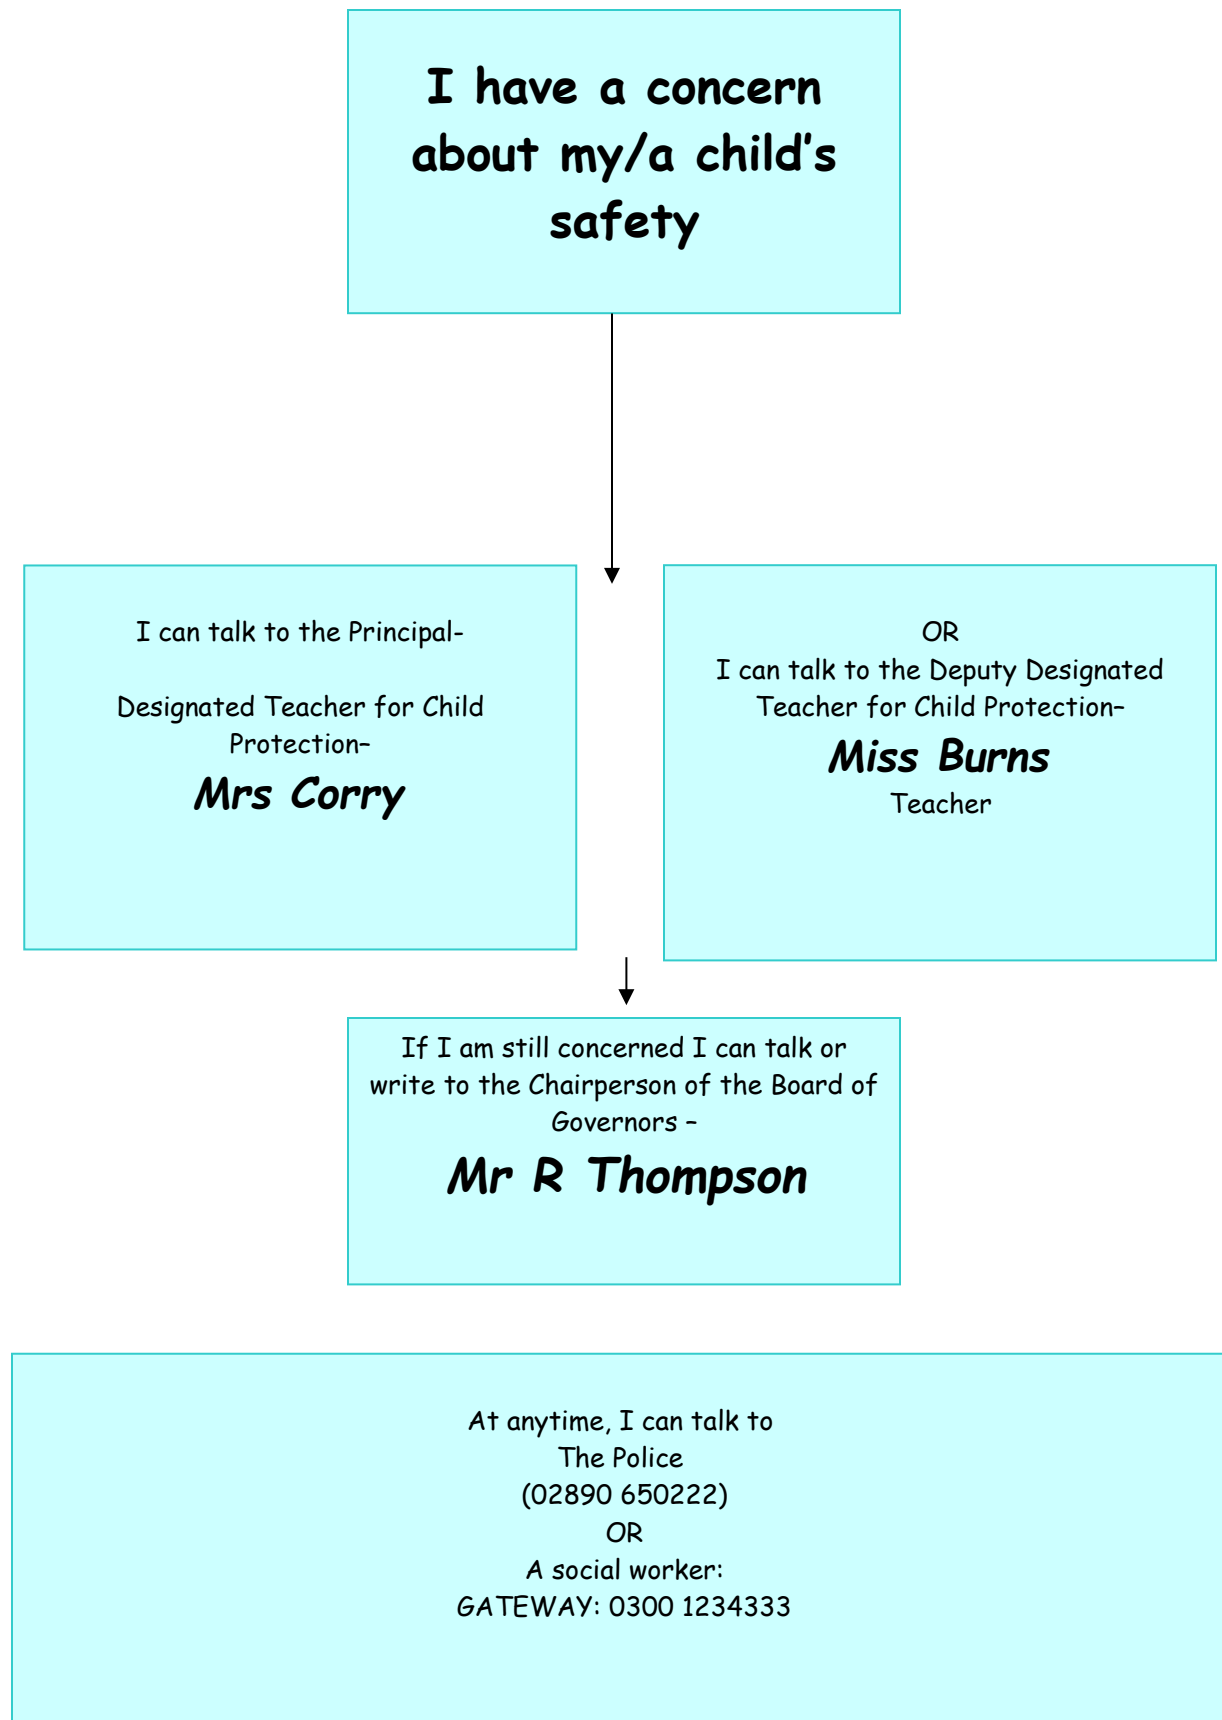 I have a concern
about my/a child's
safety
I can talk to the Principal-
Designated Teacher for Child
Protection–
Mrs Corry
OR
I can talk to the Deputy Designated
Teacher for Child Protection–
Miss Burns
Teacher
If I am still concerned I can talk or
write to the Chairperson of the Board of
Governors –
Mr R Thompson
At anytime, I can talk to
The Police
(02890 650222)
OR
A social worker:
GATEWAY: 0300 1234333